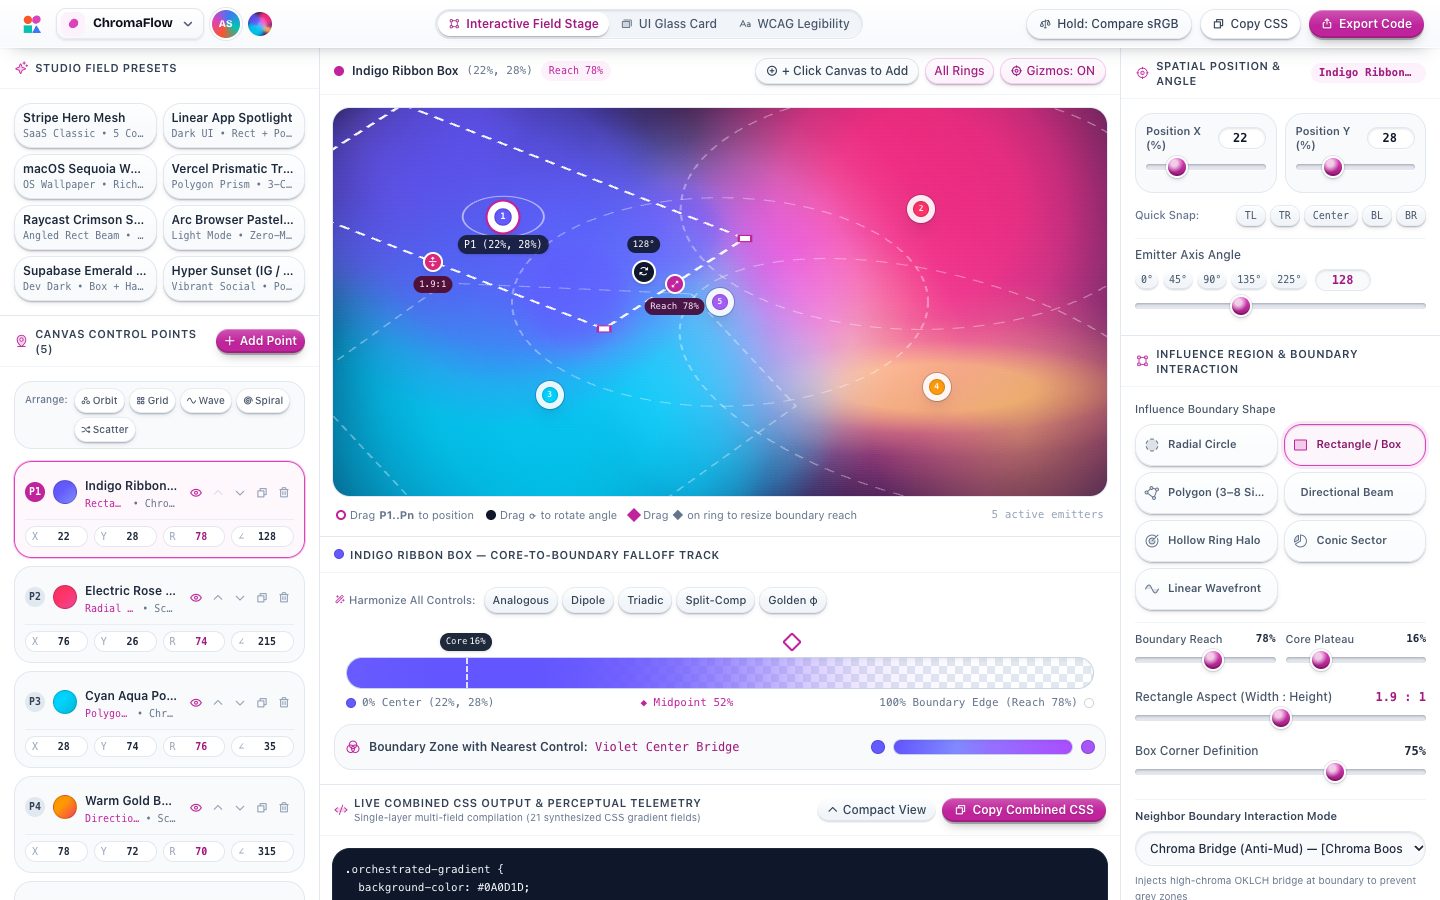 ChromaFlow
AS
Interactive Field Stage
UI Glass Card
Aa WCAG Legibility
Hold: Compare sRGB
Copy CSS
Export Code
STUDIO FIELD PRESETS
Stripe Hero Mesh
SaaS Classic • 5 Co…
Linear App Spotlight
Dark UI • Rect + Po…
macOS Sequoia W…
OS Wallpaper • Rich…
Vercel Prismatic Tr…
Polygon Prism • 3-C…
Raycast Crimson S…
Angled Rect Beam • …
Arc Browser Pastel…
Light Mode • Zero-M…
Supabase Emerald …
Dev Dark • Box + Ha…
Hyper Sunset (IG / …
Vibrant Social • Po…
CANVAS CONTROL POINTS (5)
+ Add Point
Arrange:
Orbit
Grid
Wave
Spiral
Scatter
P1
Indigo Ribbon…
Recta… • Chro…
X 22
Y 28
R 78
∠ 128
P2
Electric Rose …
Radial … • Sc…
X 76
Y 26
R 74
∠ 215
P3
Cyan Aqua Po…
Polygo… • Chr…
X 28
Y 74
R 76
∠ 35
P4
Warm Gold B…
Directio… • Sc…
X 78
Y 72
R 70
∠ 315
Indigo Ribbon Box (22%, 28%) Reach 78%
+ Click Canvas to Add
All Rings
Gizmos: ON
1
P1 (22%, 28%)
2
128°
1.9:1
Reach 78%
5
3
4
Drag P1..Pn to position
Drag ⟳ to rotate angle
Drag ◆ on ring to resize boundary reach
5 active emitters
INDIGO RIBBON BOX — CORE-TO-BOUNDARY FALLOFF TRACK
Harmonize All Controls:
Analogous
Dipole
Triadic
Split-Comp
Golden ϕ
Core 16%
0% Center (22%, 28%)
◆ Midpoint 52%
100% Boundary Edge (Reach 78%)
Boundary Zone with Nearest Control: Violet Center Bridge
LIVE COMBINED CSS OUTPUT & PERCEPTUAL TELEMETRY
Single-layer multi-field compilation (21 synthesized CSS gradient fields)
Compact View
Copy Combined CSS
.orchestrated-gradient {
background-color: #0A0D1D;
SPATIAL POSITION & ANGLE
Indigo Ribbon…
Position X (%)
22
Position Y (%)
28
Quick Snap:
TL
TR
Center
BL
BR
Emitter Axis Angle
0°
45°
90°
135°
225°
128
INFLUENCE REGION & BOUNDARY INTERACTION
Influence Boundary Shape
Radial Circle
Rectangle / Box
Polygon (3–8 Si…
Directional Beam
Hollow Ring Halo
Conic Sector
Linear Wavefront
Boundary Reach 78%
Core Plateau 16%
Rectangle Aspect (Width : Height) 1.9 : 1
Box Corner Definition 75%
Neighbor Boundary Interaction Mode
Chroma Bridge (Anti-Mud) — [Chroma Boos
Injects high-chroma OKLCH bridge at boundary to prevent
grey zones